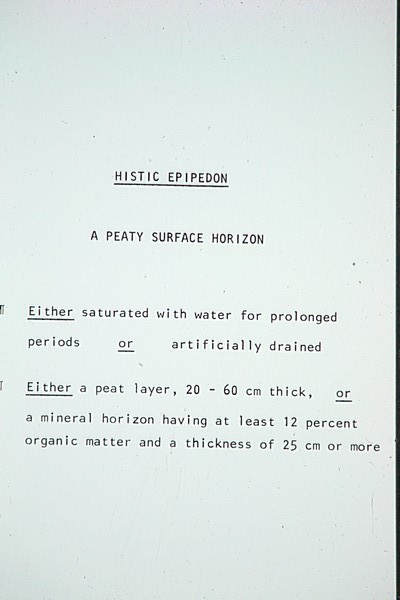 HISTIC EPIPEDON
A PEATY SURFACE HORIZON
Either saturated with water for prolonged
periods or artificially drained
Either a peat layer, 20 - 60 cm thick, or
a mineral horizon having at least 12 percent
organic matter and a thickness of 25 cm or more